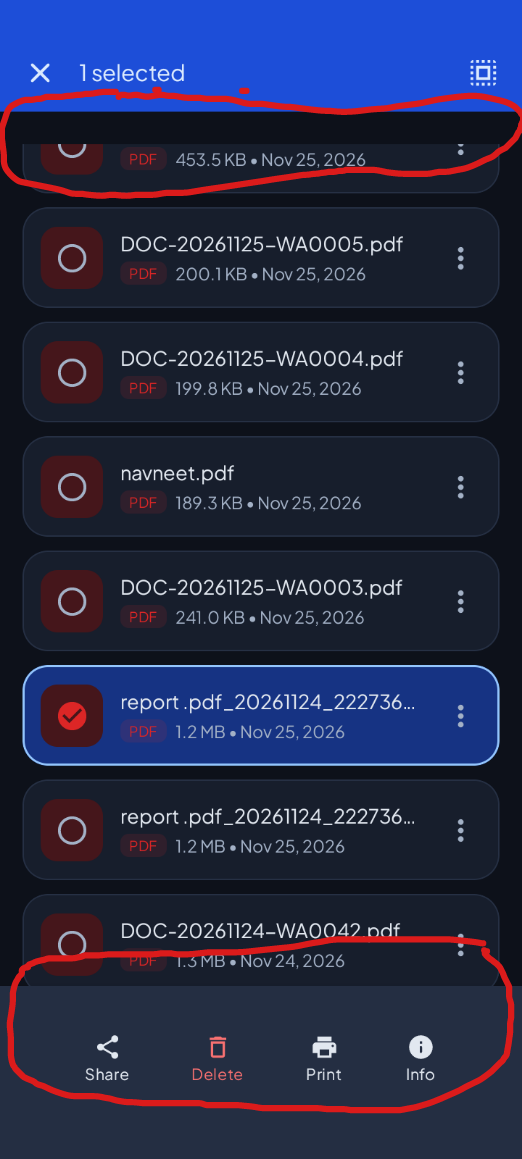 1 selected
PDF 453.5 KB • Nov 25, 2026
DOC-20261125-WA0005.pdf
PDF 200.1 KB • Nov 25, 2026
DOC-20261125-WA0004.pdf
PDF 199.8 KB • Nov 25, 2026
navneet.pdf
PDF 189.3 KB • Nov 25, 2026
DOC-20261125-WA0003.pdf
PDF 241.0 KB • Nov 25, 2026
report .pdf_20261124_222736...
PDF 1.2 MB • Nov 25, 2026
report .pdf_20261124_222736...
PDF 1.2 MB • Nov 25, 2026
DOC-20261124-WA0042.pdf
PDF 1.3 MB • Nov 24, 2026
Share Delete Print Info